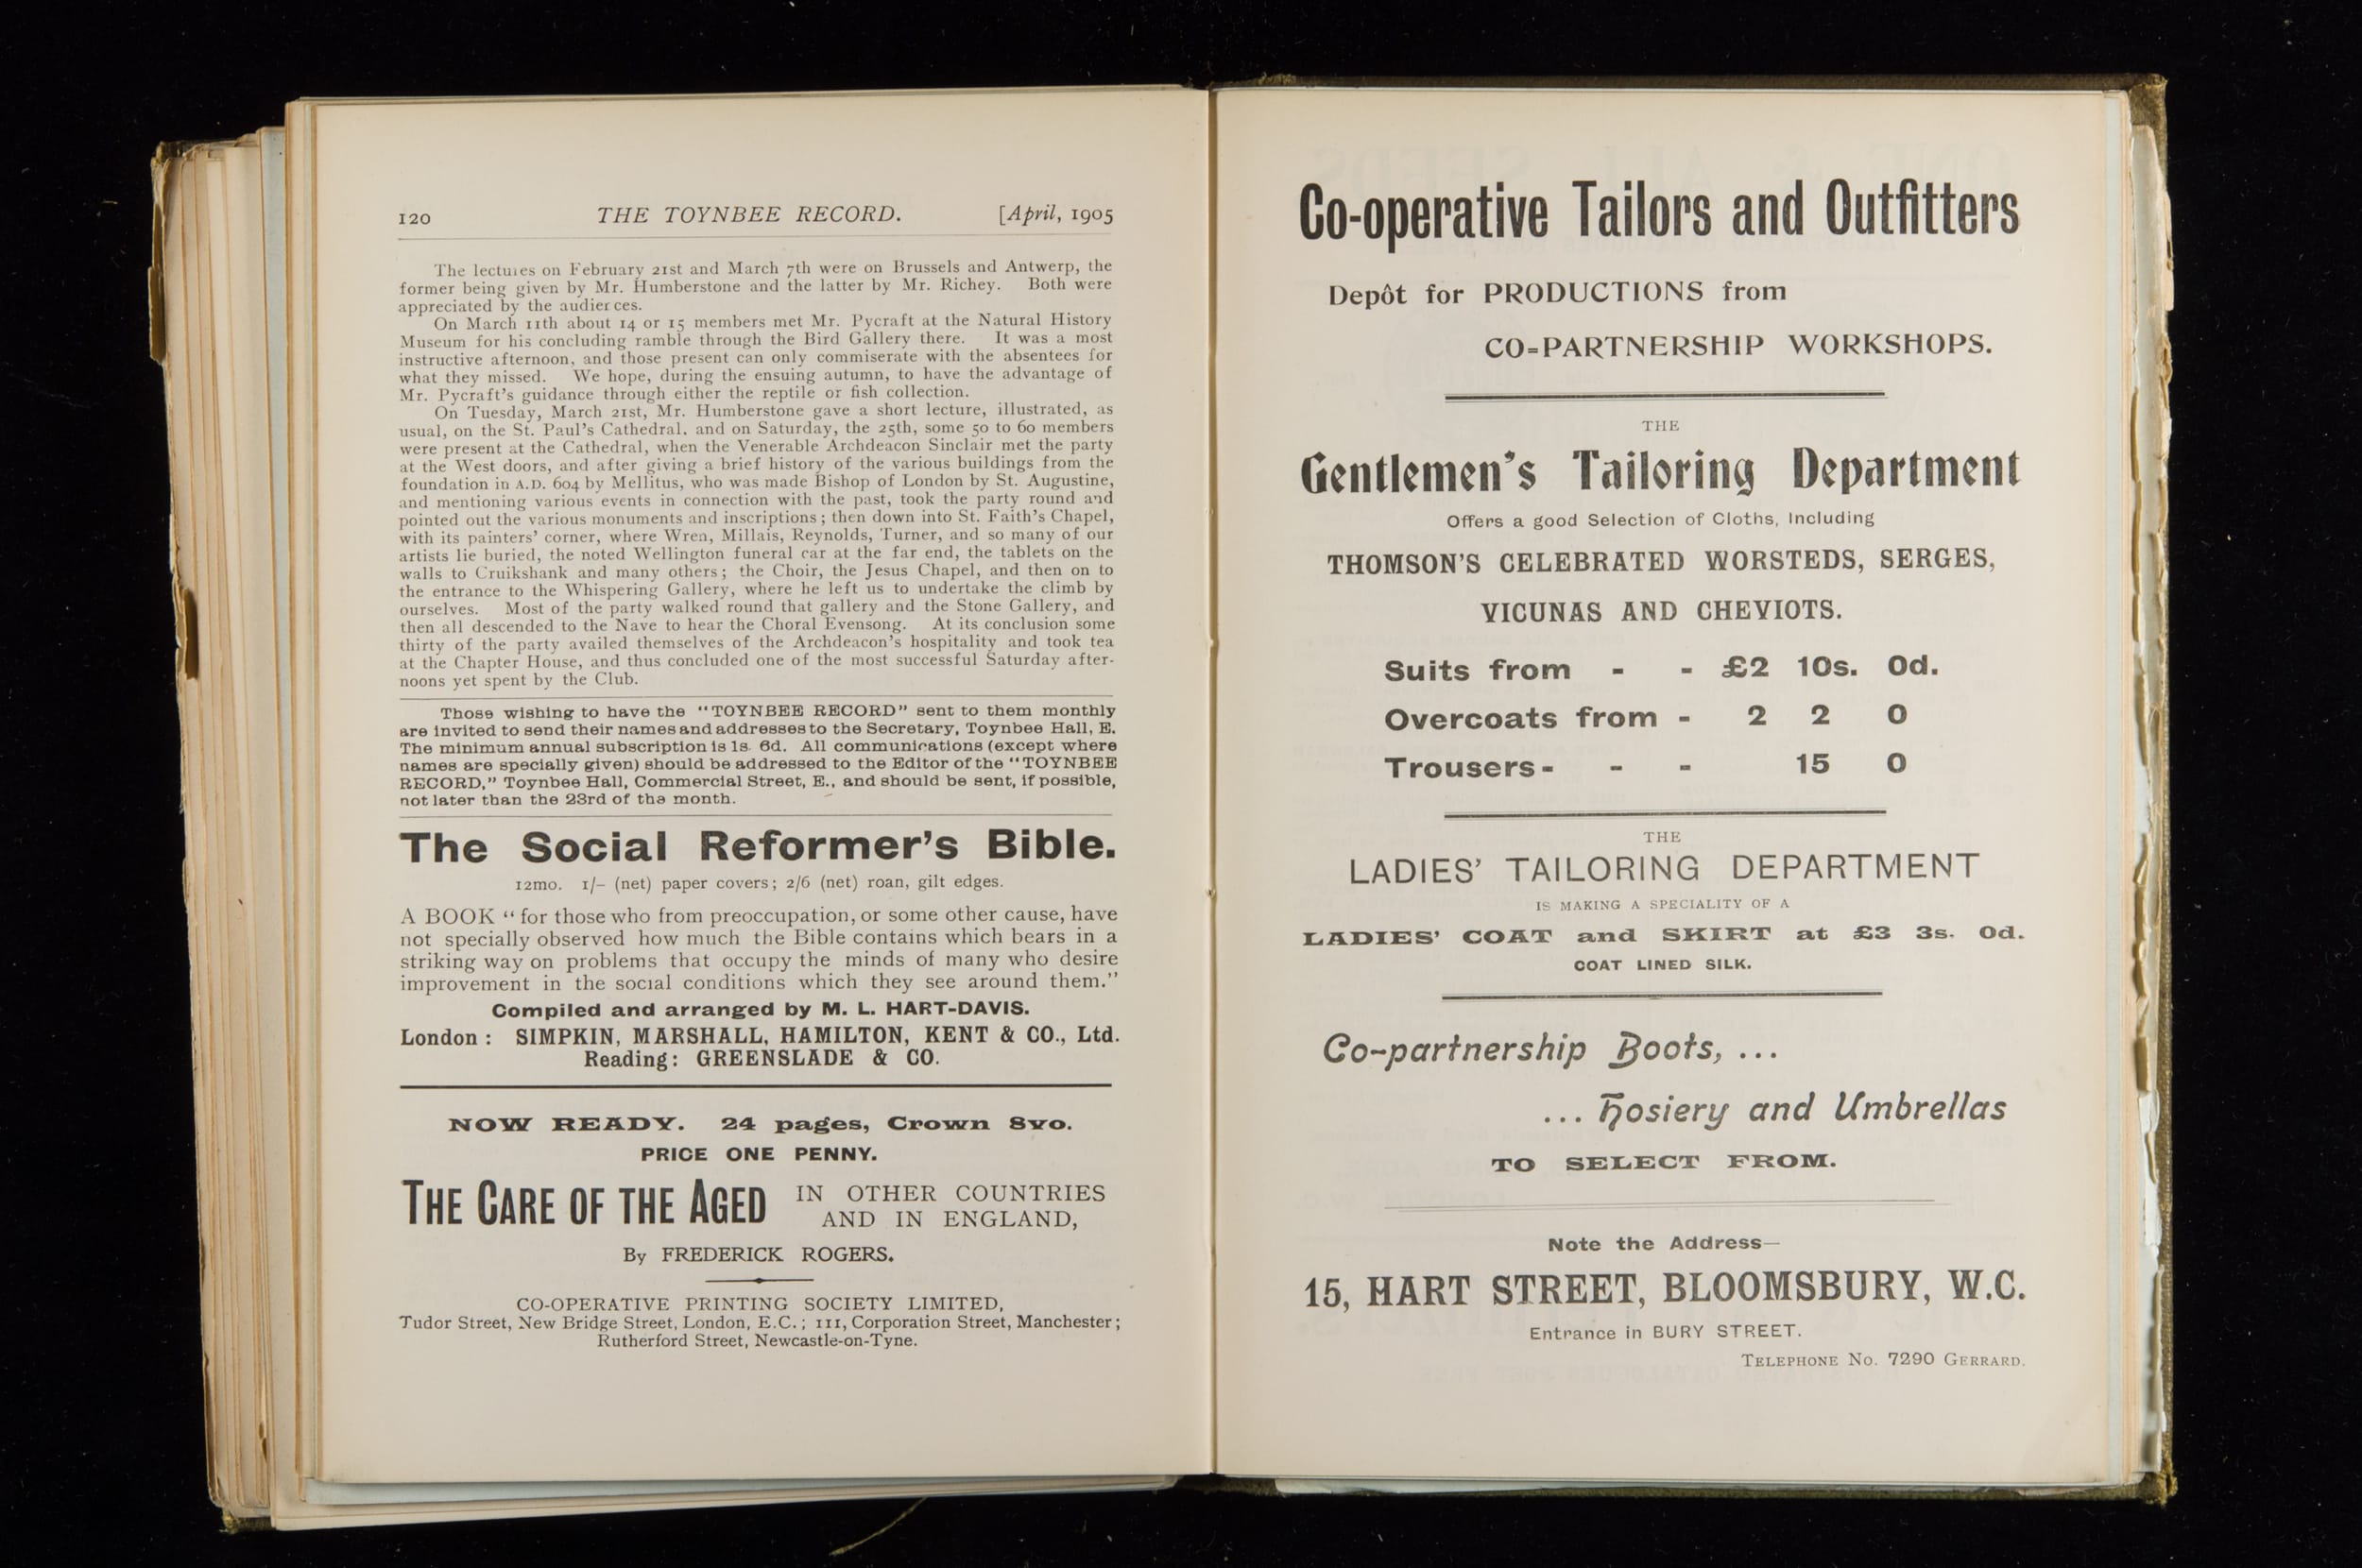 120 THE TOYNBEE RECORD. [April, 1905
The lectures on February 21st and March 7th were on Brussels and Antwerp, the
former being given by Mr. Humberstone and the latter by Mr. Richey. Both were
appreciated by the audiences.
On March 11th about 14 or 15 members met Mr. Pycraft at the Natural History
Museum for his concluding ramble through the Bird Gallery there. It was a most
instructive afternoon, and those present can only commiserate with the absentees for
what they missed. We hope, during the ensuing autumn, to have the advantage of
Mr. Pycraft's guidance through either the reptile or fish collection.
On Tuesday, March 21st, Mr. Humberstone gave a short lecture, illustrated, as
usual, on the St. Paul's Cathedral. and on Saturday, the 25th, some 50 to 60 members
were present at the Cathedral, when the Venerable Archdeacon Sinclair met the party
at the West doors, and after giving a brief history of the various buildings from the
foundation in A.D. 604 by Mellitus, who was made Bishop of London by St. Augustine,
and mentioning various events in connection with the past, took the party round and
pointed out the various monuments and inscriptions; then down into St. Faith's Chapel,
with its painters' corner, where Wren, Millais, Reynolds, Turner, and so many of our
artists lie buried, the noted Wellington funeral car at the far end, the tablets on the
walls to Cruikshank and many others; the Choir, the Jesus Chapel, and then on to
the entrance to the Whispering Gallery, where he left us to undertake the climb by
ourselves. Most of the party walked round that gallery and the Stone Gallery, and
then all descended to the Nave to hear the Choral Evensong. At its conclusion some
thirty of the party availed themselves of the Archdeacon's hospitality and took tea
at the Chapter House, and thus concluded one of the most successful Saturday after-
noons yet spent by the Club.
Those wishing to have the "TOYNBEE RECORD" sent to them monthly
are invited to send their names and addresses to the Secretary, Toynbee Hall, E.
The minimum annual subscription is 1s. 6d. All communications (except where
names are specially given) should be addressed to the Editor of the "TOYNBEE
RECORD," Toynbee Hall, Commercial Street, E., and should be sent, if possible,
not later than the 23rd of the month.
The Social Reformer's Bible.
12mo. 1/– (net) paper covers; 2/6 (net) roan, gilt edges.
A BOOK "for those who from preoccupation, or some other cause, have
not specially observed how much the Bible contains which bears in a
striking way on problems that occupy the minds of many who desire
improvement in the social conditions which they see around them."
Compiled and arranged by M. L. HART-DAVIS.
London: SIMPKIN, MARSHALL, HAMILTON, KENT & CO., Ltd.
Reading: GREENSLADE & CO.
NOW READY. 24 pages, Crown 8vo.
PRICE ONE PENNY.
THE CARE OF THE AGED IN OTHER COUNTRIES
AND IN ENGLAND,
By FREDERICK ROGERS.
CO-OPERATIVE PRINTING SOCIETY LIMITED,
Tudor Street, New Bridge Street, London, E.C.; 111, Corporation Street, Manchester;
Rutherford Street, Newcastle-on-Tyne.
Co-operative Tailors and Outfitters
Depôt for PRODUCTIONS from
CO-PARTNERSHIP WORKSHOPS.
THE
Gentlemen's Tailoring Department
Offers a good Selection of Cloths, Including
THOMSON'S CELEBRATED WORSTEDS, SERGES,
VICUNAS AND CHEVIOTS.
Suits from - - £2 10s. 0d.
Overcoats from - 2 2 0
Trousers - - - 15 0
THE
LADIES' TAILORING DEPARTMENT
IS MAKING A SPECIALITY OF A
LADIES' COAT and SKIRT at £3 3s. 0d.
COAT LINED SILK.
Co-partnership Boots, ...
... Hosiery and Umbrellas
TO SELECT FROM.
Note the Address—
15, HART STREET, BLOOMSBURY, W.C.
Entrance in BURY STREET.
TELEPHONE No. 7290 GERRARD.